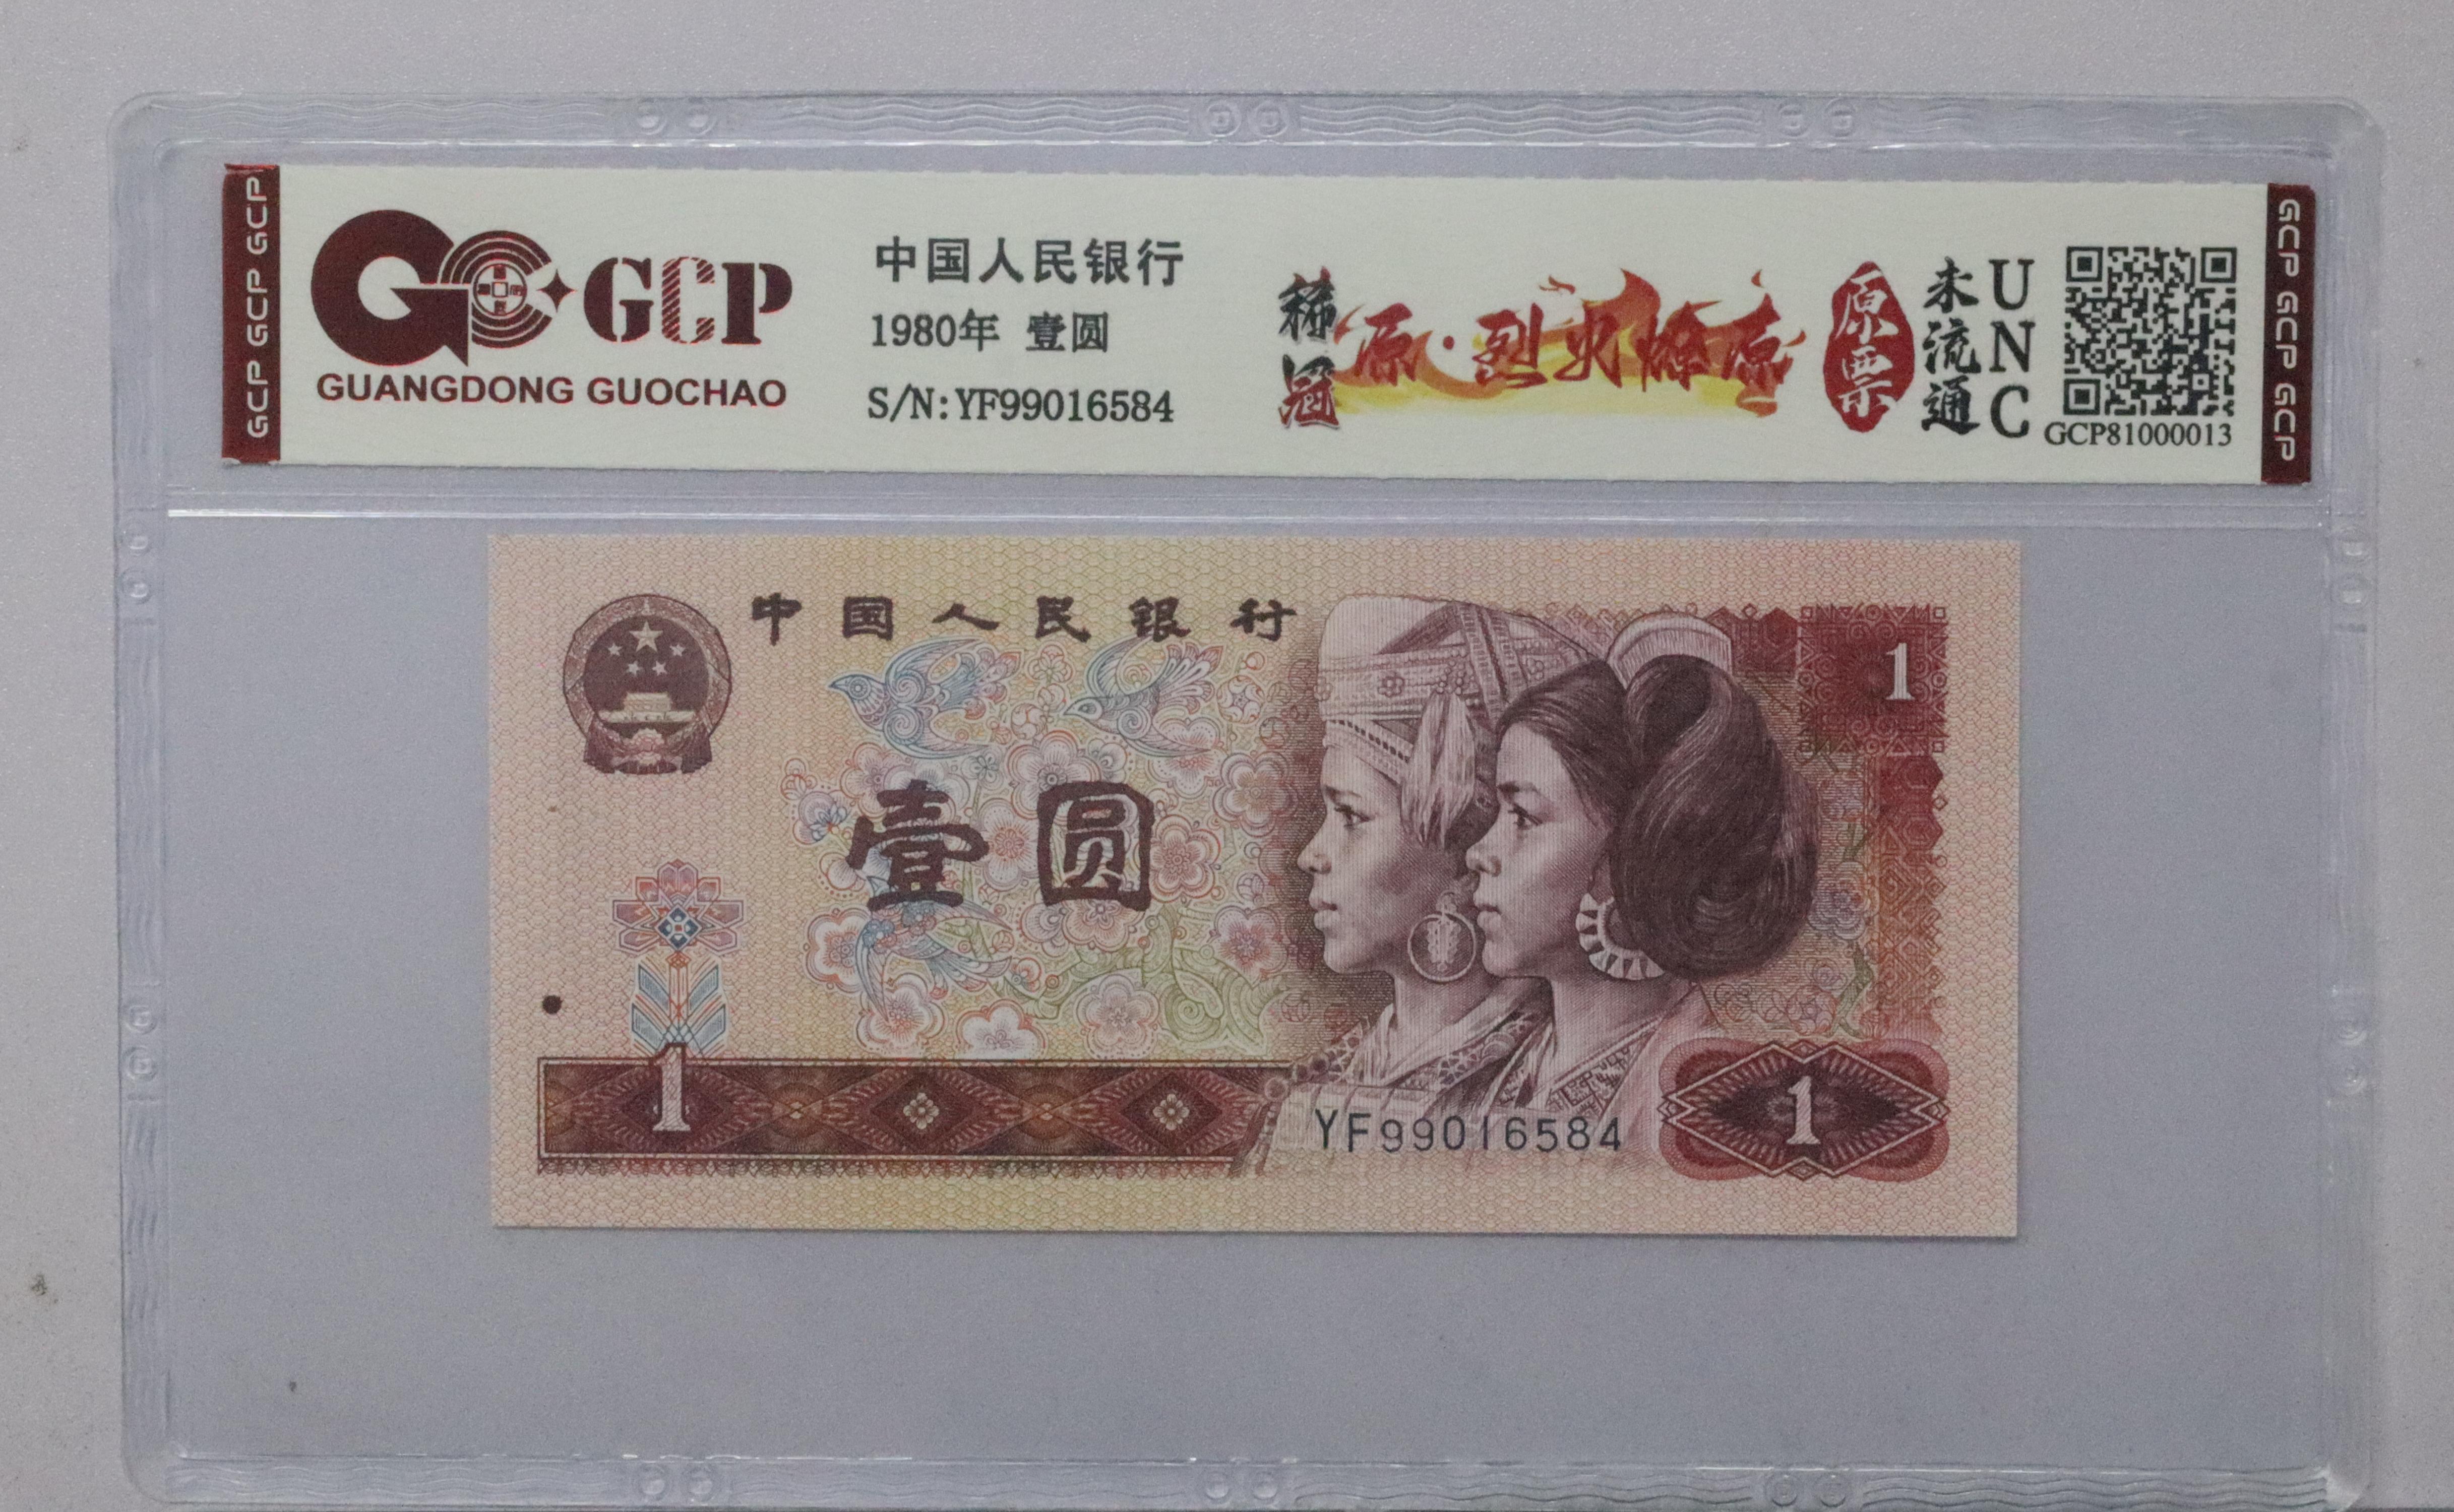 GCP GCP GCP
GCP
GUANGDONG GUOCHAO
中国人民银行
1980年 壹圆
S/N:YF99016584
稀冠
原·烈火燎原
原票
未流通
UNC
GCP81000013
GCP GCP GCP
中国人民银行
1
壹圆
1
YF99016584
1